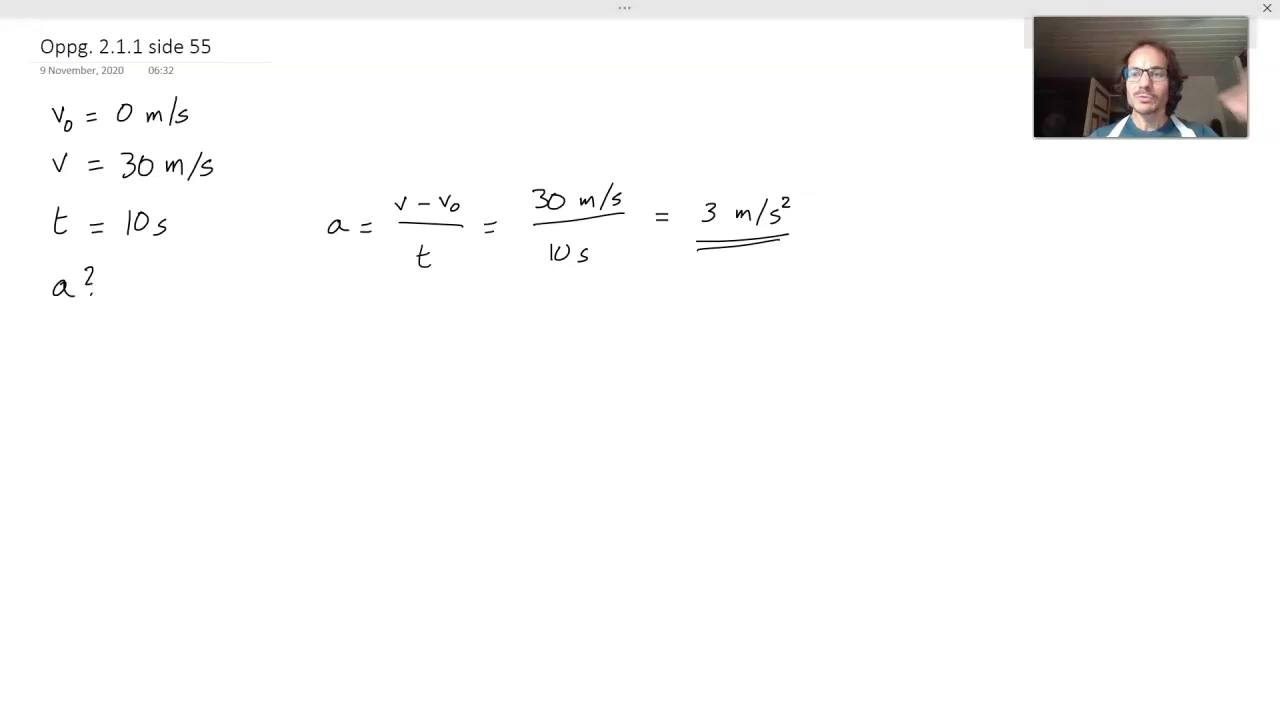 Oppg. 2.1.1 side 55
9 November, 2020 06:32
v₀ = 0 m/s
v = 30 m/s
t = 10 s
a = (v - v₀)/t = (30 m/s)/(10 s) = 3 m/s²
a?